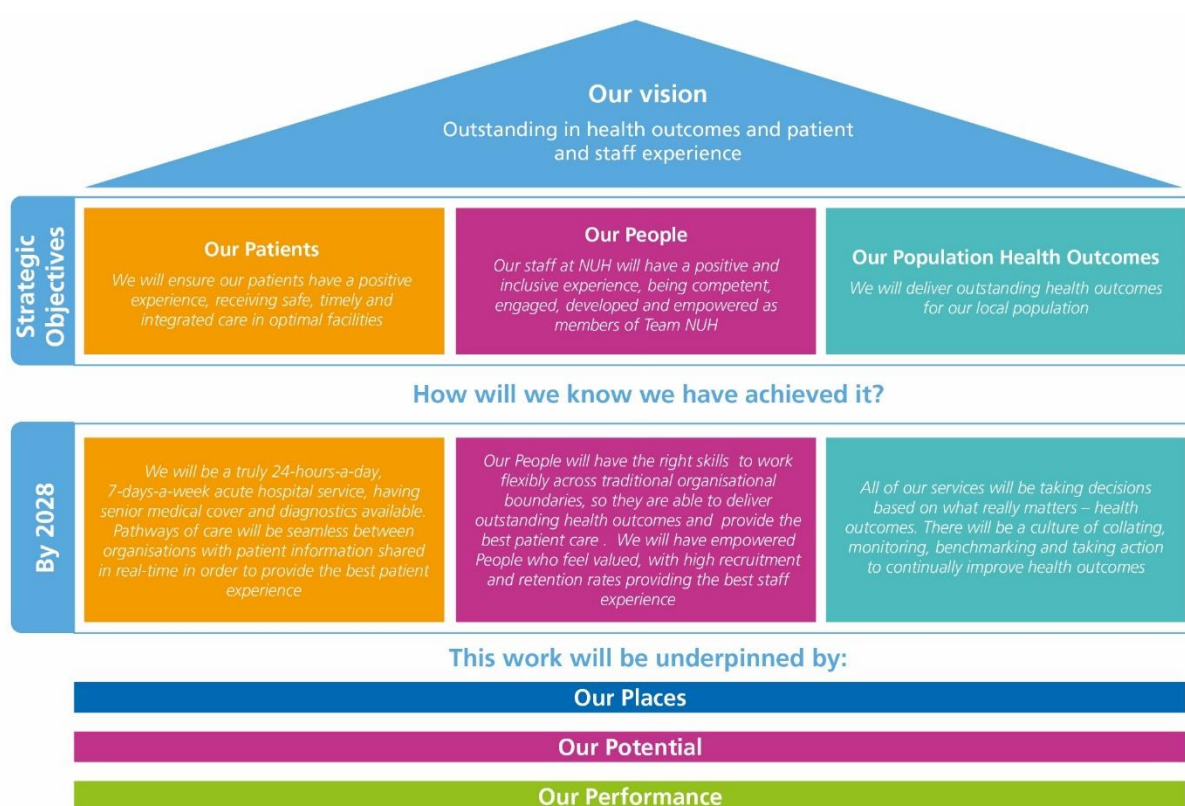 Our vision
Outstanding in health outcomes and patient
and staff experience
Strategic
Objectives
Our Patients
We will ensure our patients have a positive
experience, receiving safe, timely and
integrated care in optimal facilities
Our People
Our staff at NUH will have a positive and
inclusive experience, being competent,
engaged, developed and empowered as
members of Team NUH
Our Population Health Outcomes
We will deliver outstanding health outcomes
for our local population
How will we know we have achieved it?
By 2028
We will be a truly 24-hours-a-day,
7-days-a-week acute hospital service, having
senior medical cover and diagnostics available.
Pathways of care will be seamless between
organisations with patient information shared
in real-time in order to provide the best patient
experience
Our People will have the right skills to work
flexibly across traditional organisational
boundaries, so they are able to deliver
outstanding health outcomes and provide the
best patient care . We will have empowered
People who feel valued, with high recruitment
and retention rates providing the best staff
experience
All of our services will be taking decisions
based on what really matters – health
outcomes. There will be a culture of collating,
monitoring, benchmarking and taking action
to continually improve health outcomes
This work will be underpinned by:
Our Places
Our Potential
Our Performance